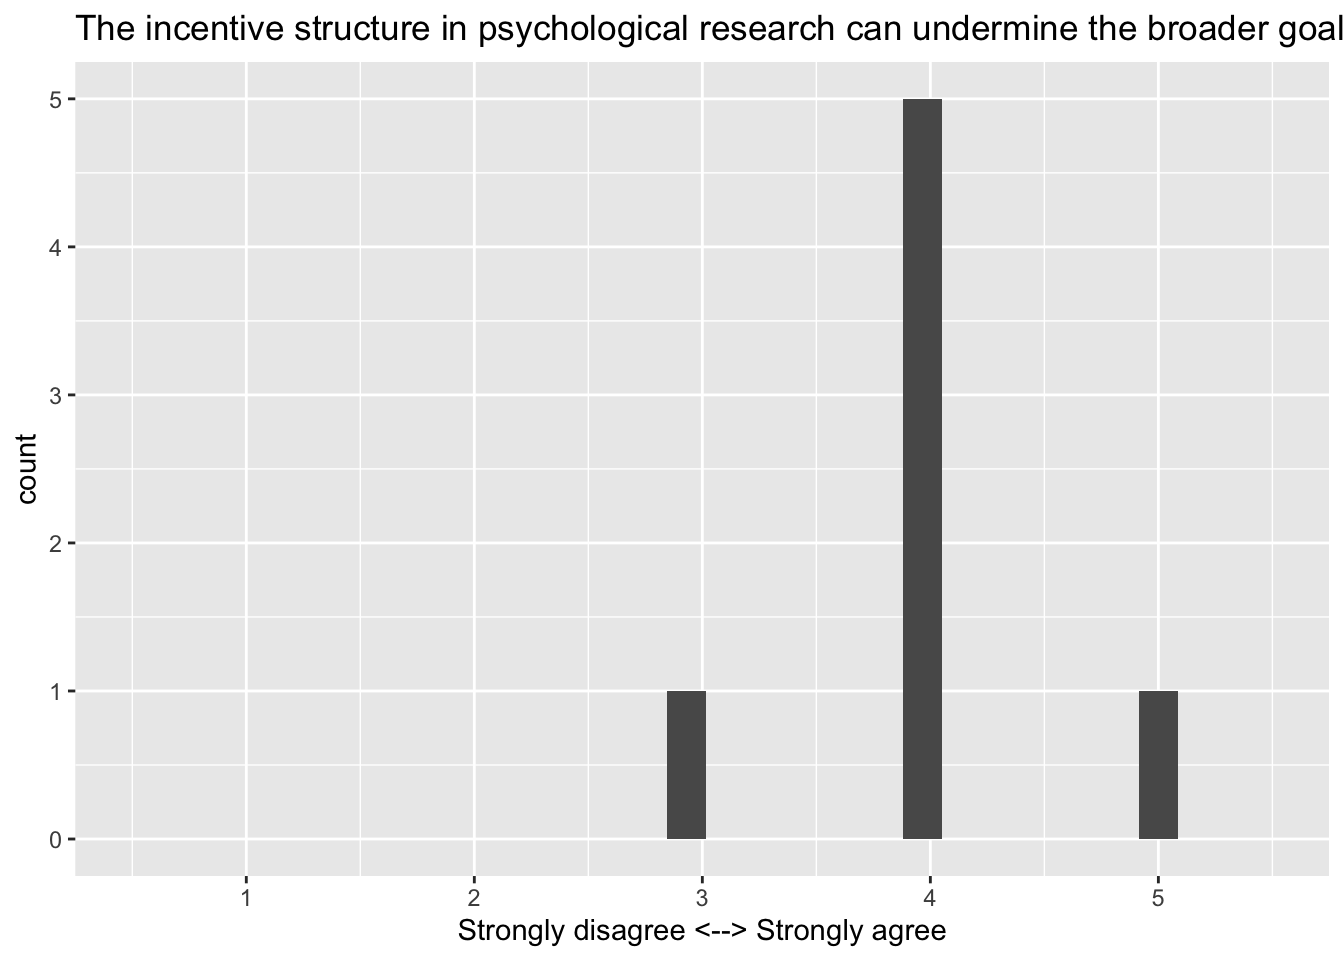 The incentive structure in psychological research can undermine the broader goal
5
4
3
2
1
0
count
1 2 3 4 5
Strongly disagree <--> Strongly agree